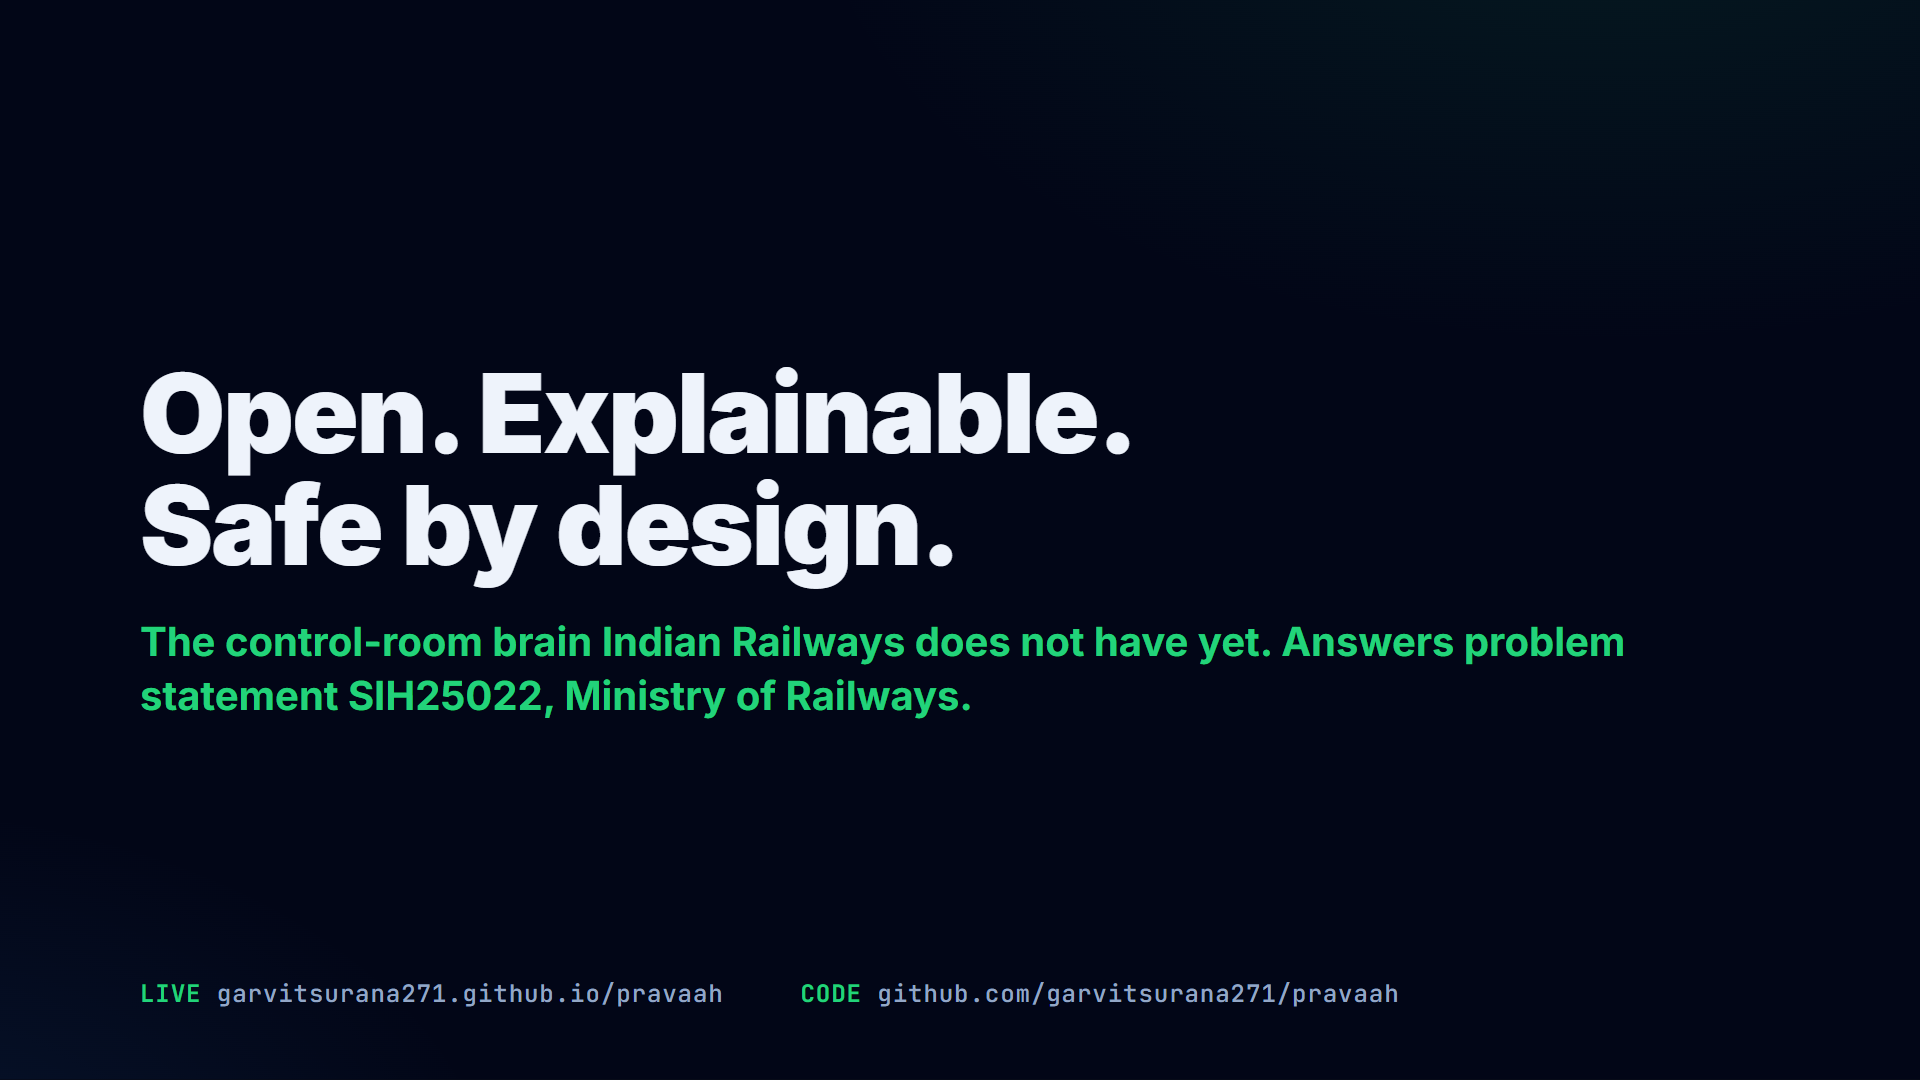 Open. Explainable.
Safe by design.
The control-room brain Indian Railways does not have yet. Answers problem
statement SIH25022, Ministry of Railways.
LIVE garvitsurana271.github.io/pravaah CODE github.com/garvitsurana271/pravaah